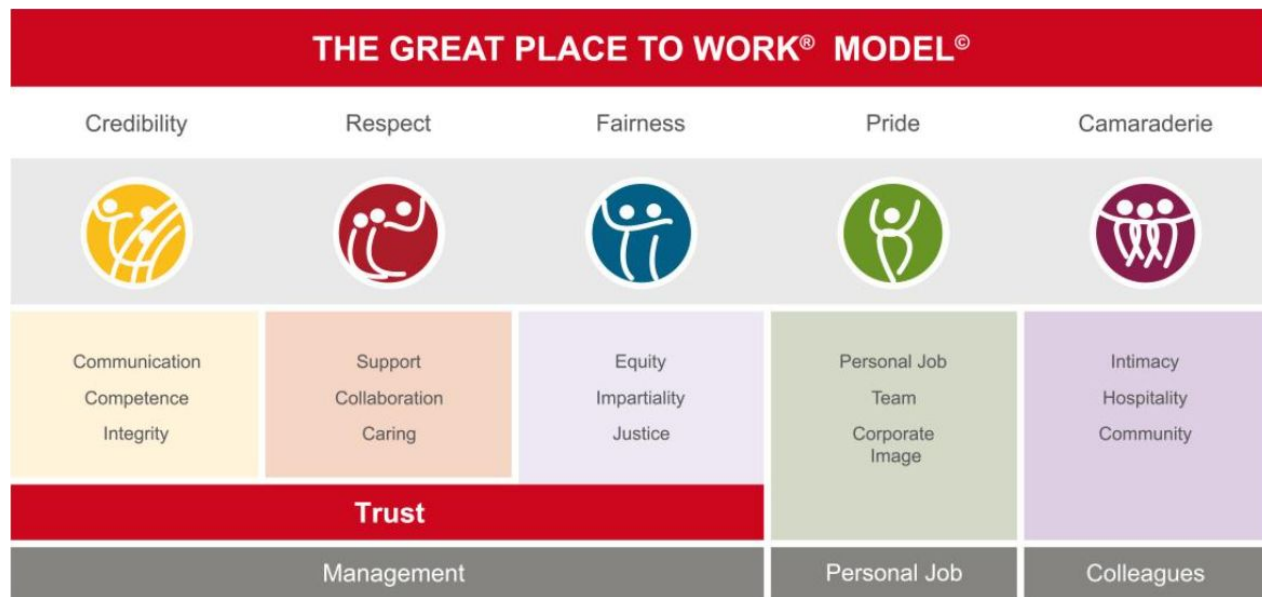 THE GREAT PLACE TO WORK® MODEL©
Credibility
Respect
Fairness
Pride
Camaraderie
Communication
Competence
Integrity
Support
Collaboration
Caring
Equity
Impartiality
Justice
Personal Job
Team
Corporate
Image
Intimacy
Hospitality
Community
Trust
Management
Personal Job
Colleagues